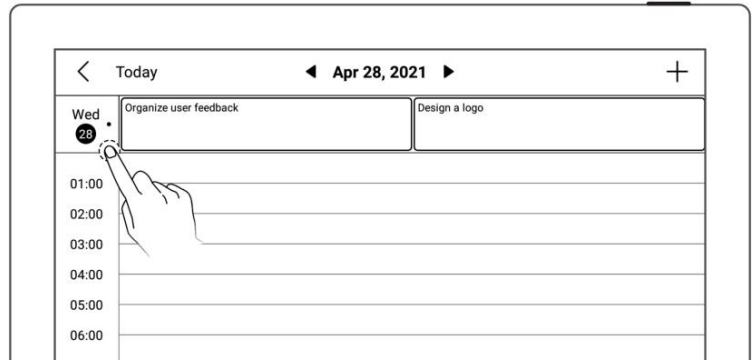 Today
Apr 28, 2021
Wed
28
Organize user feedback
Design a logo
01:00
02:00
03:00
04:00
05:00
06:00